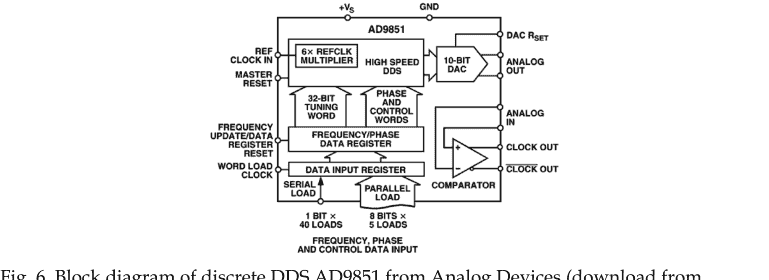 +VS
GND
AD9851
REF
CLOCK IN
6× REFCLK
MULTIPLIER
HIGH SPEED
DDS
10-BIT
DAC
DAC RSET
ANALOG
OUT
MASTER
RESET
32-BIT
TUNING
WORD
PHASE
AND
CONTROL
WORDS
ANALOG
IN
FREQUENCY
UPDATE/DATA
REGISTER
RESET
FREQUENCY/PHASE
DATA REGISTER
+
CLOCK OUT
WORD LOAD
CLOCK
DATA INPUT REGISTER
–
CLOCK OUT
SERIAL
LOAD
PARALLEL
LOAD
COMPARATOR
1 BIT ×
40 LOADS
8 BITS ×
5 LOADS
FREQUENCY, PHASE
AND CONTROL DATA INPUT
Fig. 6. Block diagram of discrete DDS AD9851 from Analog Devices (download from